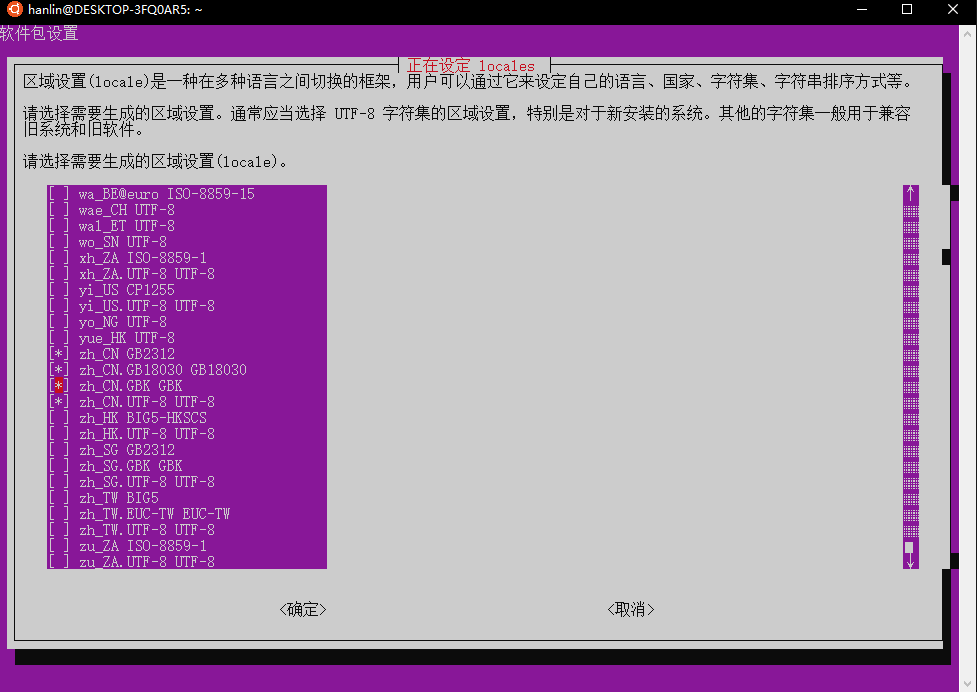 hanlin@DESKTOP-3FQ0AR5: ~
软件包设置
正在设定 locales
区域设置(locale)是一种在多种语言之间切换的框架，用户可以通过它来设定自己的语言、国家、字符集、字符串排序方式等。
请选择需要生成的区域设置。通常应当选择 UTF-8 字符集的区域设置，特别是对于新安装的系统。其他的字符集一般用于兼容
旧系统和旧软件。
请选择需要生成的区域设置(locale)。
[ ] wa_BE@euro ISO-8859-15
[ ] wae_CH UTF-8
[ ] wal_ET UTF-8
[ ] wo_SN UTF-8
[ ] xh_ZA ISO-8859-1
[ ] xh_ZA.UTF-8 UTF-8
[ ] yi_US CP1255
[ ] yi_US.UTF-8 UTF-8
[ ] yo_NG UTF-8
[ ] yue_HK UTF-8
[*] zh_CN GB2312
[*] zh_CN.GB18030 GB18030
[*] zh_CN.GBK GBK
[*] zh_CN.UTF-8 UTF-8
[ ] zh_HK BIG5-HKSCS
[ ] zh_HK.UTF-8 UTF-8
[ ] zh_SG GB2312
[ ] zh_SG.GBK GBK
[ ] zh_SG.UTF-8 UTF-8
[ ] zh_TW BIG5
[ ] zh_TW.EUC-TW EUC-TW
[ ] zh_TW.UTF-8 UTF-8
[ ] zu_ZA ISO-8859-1
[ ] zu_ZA.UTF-8 UTF-8
<确定> <取消>